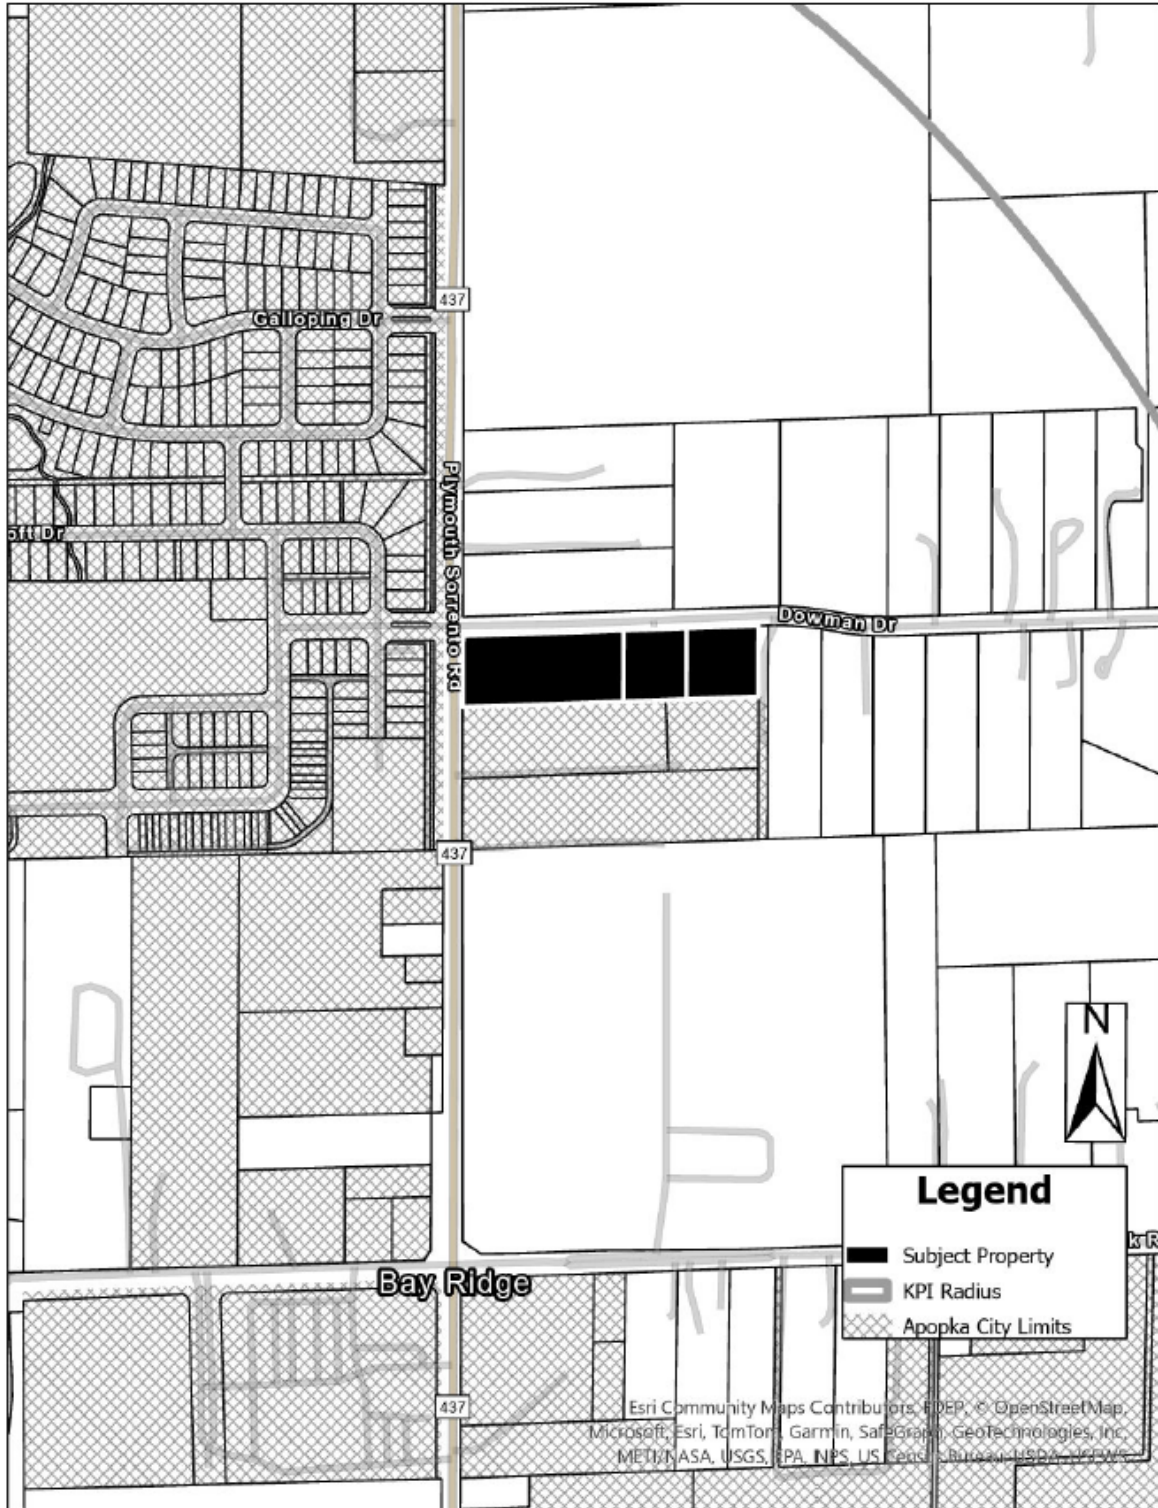 437
Galloping Dr
Plymouth Sorrento Rd
Dowman Dr
437
N
Legend
Subject Property
KPI Radius
Apopka City Limits
Bay Ridge
437
Esri Community Maps Contributors, FDEP, © OpenStreetMap,
Microsoft, Esri, TomTom, Garmin, SafeGraph, GeoTechnologies, Inc,
METI/NASA, USGS, EPA, NPS, US Census Bureau, USDA, USFWS